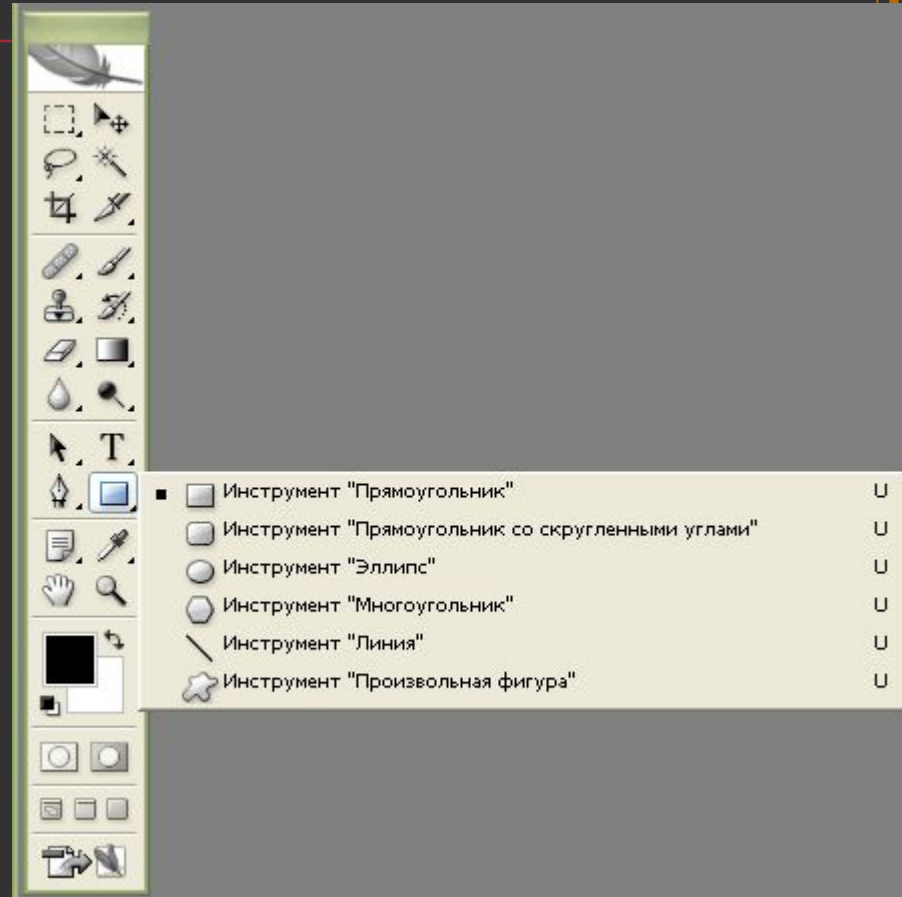 T
Инструмент "Прямоугольник" U
Инструмент "Прямоугольник со скругленными углами" U
Инструмент "Эллипс" U
Инструмент "Многоугольник" U
Инструмент "Линия" U
Инструмент "Произвольная фигура" U